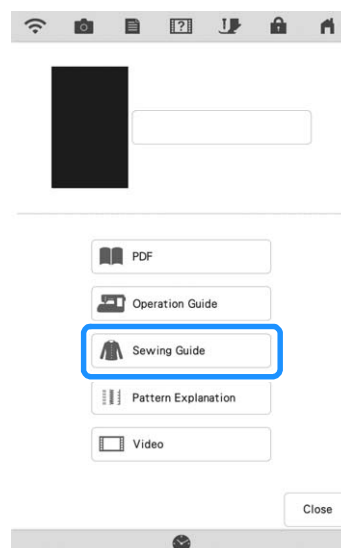 PDF
Operation Guide
Sewing Guide
Pattern Explanation
Video
Close